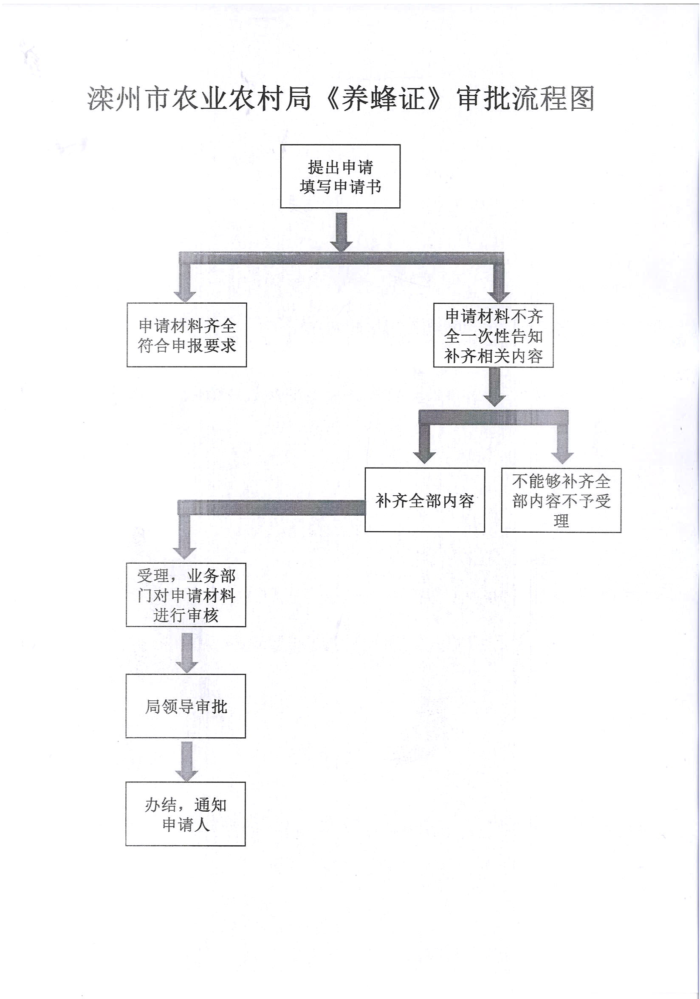 滦州市农业农村局《养蜂证》审批流程图
提出申请
填写申请书
申请材料齐全
符合申报要求
申请材料不齐
全一次性告知
补齐相关内容
补齐全部内容
不能够补齐全
部内容不予受
理
受理，业务部
门对申请材料
进行审核
局领导审批
办结，通知
申请人